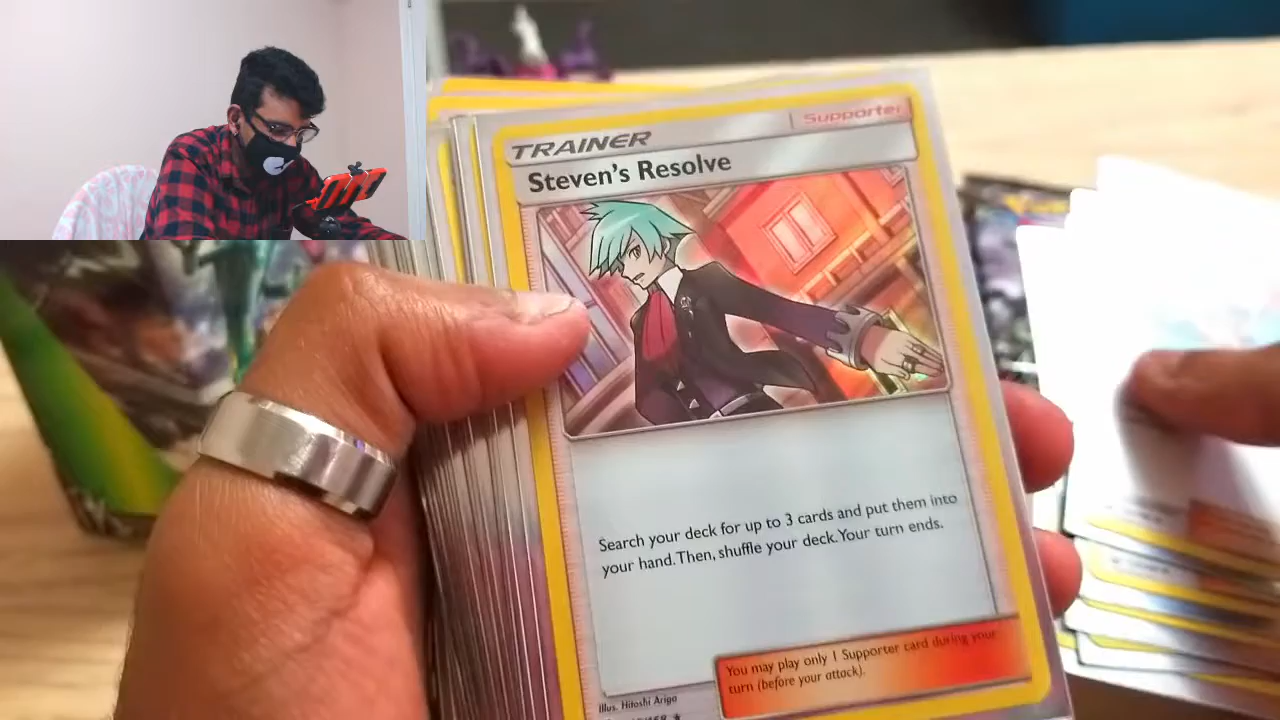 Supporter
TRAINER
Steven's Resolve
Search your deck for up to 3 cards and put them into
your hand. Then, shuffle your deck. Your turn ends.
You may play only 1 Supporter card during your
turn (before your attack).
Illus. Hitoshi Ariga